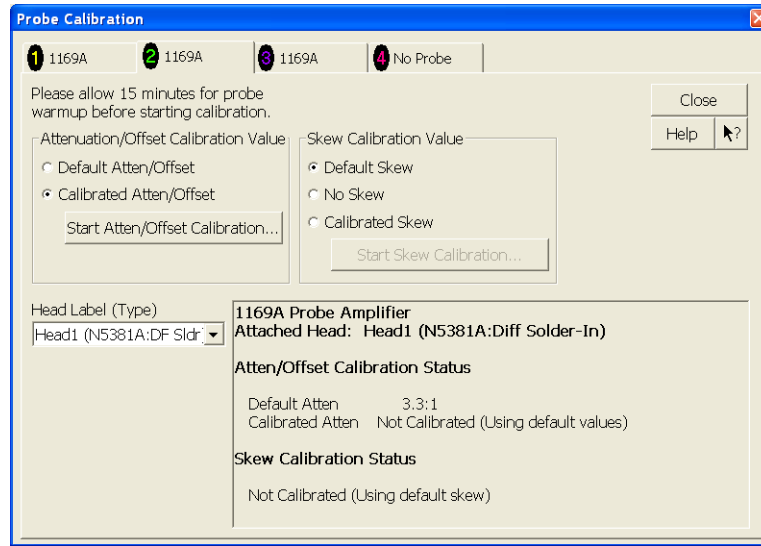 Probe Calibration
1 1169A 2 1169A 3 1169A 4 No Probe
Please allow 15 minutes for probe
warmup before starting calibration.
Close
Help ?
Attenuation/Offset Calibration Value
Default Atten/Offset
Calibrated Atten/Offset
Start Atten/Offset Calibration...
Skew Calibration Value
Default Skew
No Skew
Calibrated Skew
Start Skew Calibration...
Head Label (Type)
Head1 (N5381A:DF Sldr
1169A Probe Amplifier
Attached Head: Head1 (N5381A:Diff Solder-In)
Atten/Offset Calibration Status
Default Atten 3.3:1
Calibrated Atten Not Calibrated (Using default values)
Skew Calibration Status
Not Calibrated (Using default skew)